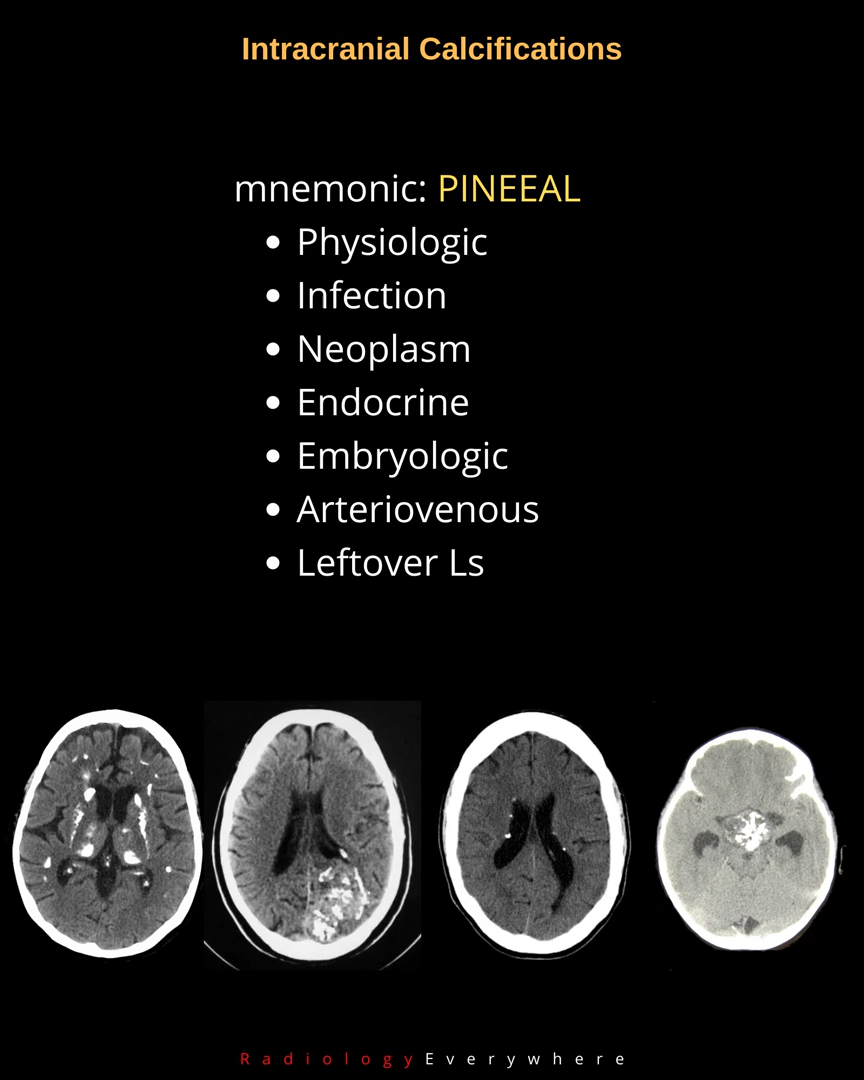 Intracranial Calcifications
mnemonic: PINEEAL
• Physiologic
• Infection
• Neoplasm
• Endocrine
• Embryologic
• Arteriovenous
• Leftover Ls
RadiologyEverywhere